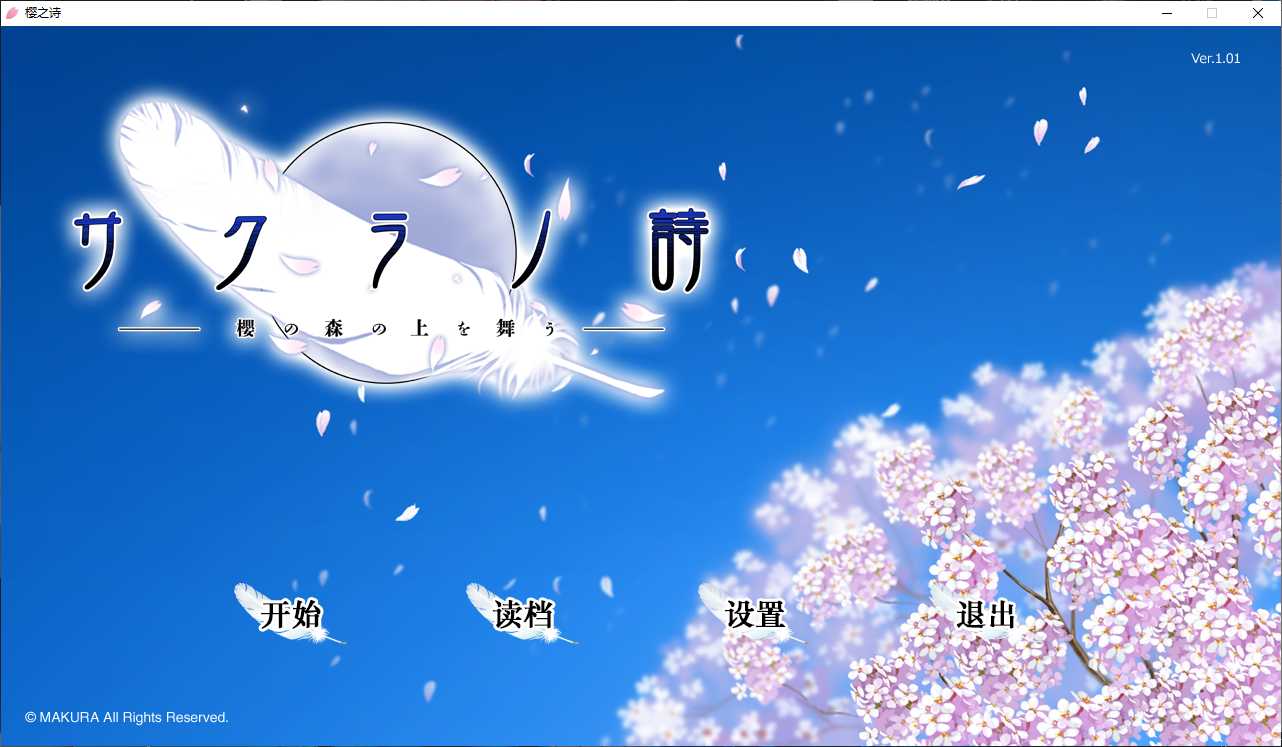 樱之诗
Ver.1.01
サクラノ詩
櫻の森の上を舞う
开始
读档
设置
退出
© MAKURA All Rights Reserved.